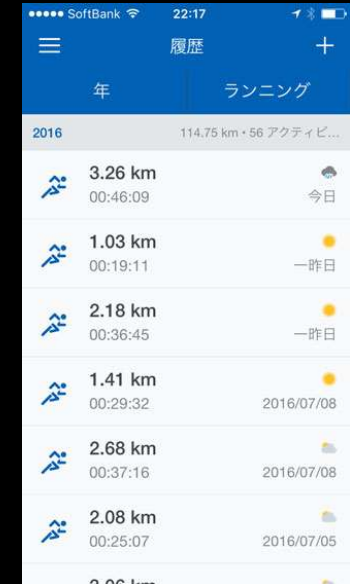 SoftBank 22:17
履歴
年 ランニング
2016 114.75 km・56 アクティビ...
3.26 km
00:46:09 今日
1.03 km
00:19:11 一昨日
2.18 km
00:36:45 一昨日
1.41 km
00:29:32 2016/07/08
2.68 km
00:37:16 2016/07/08
2.08 km
00:25:07 2016/07/05